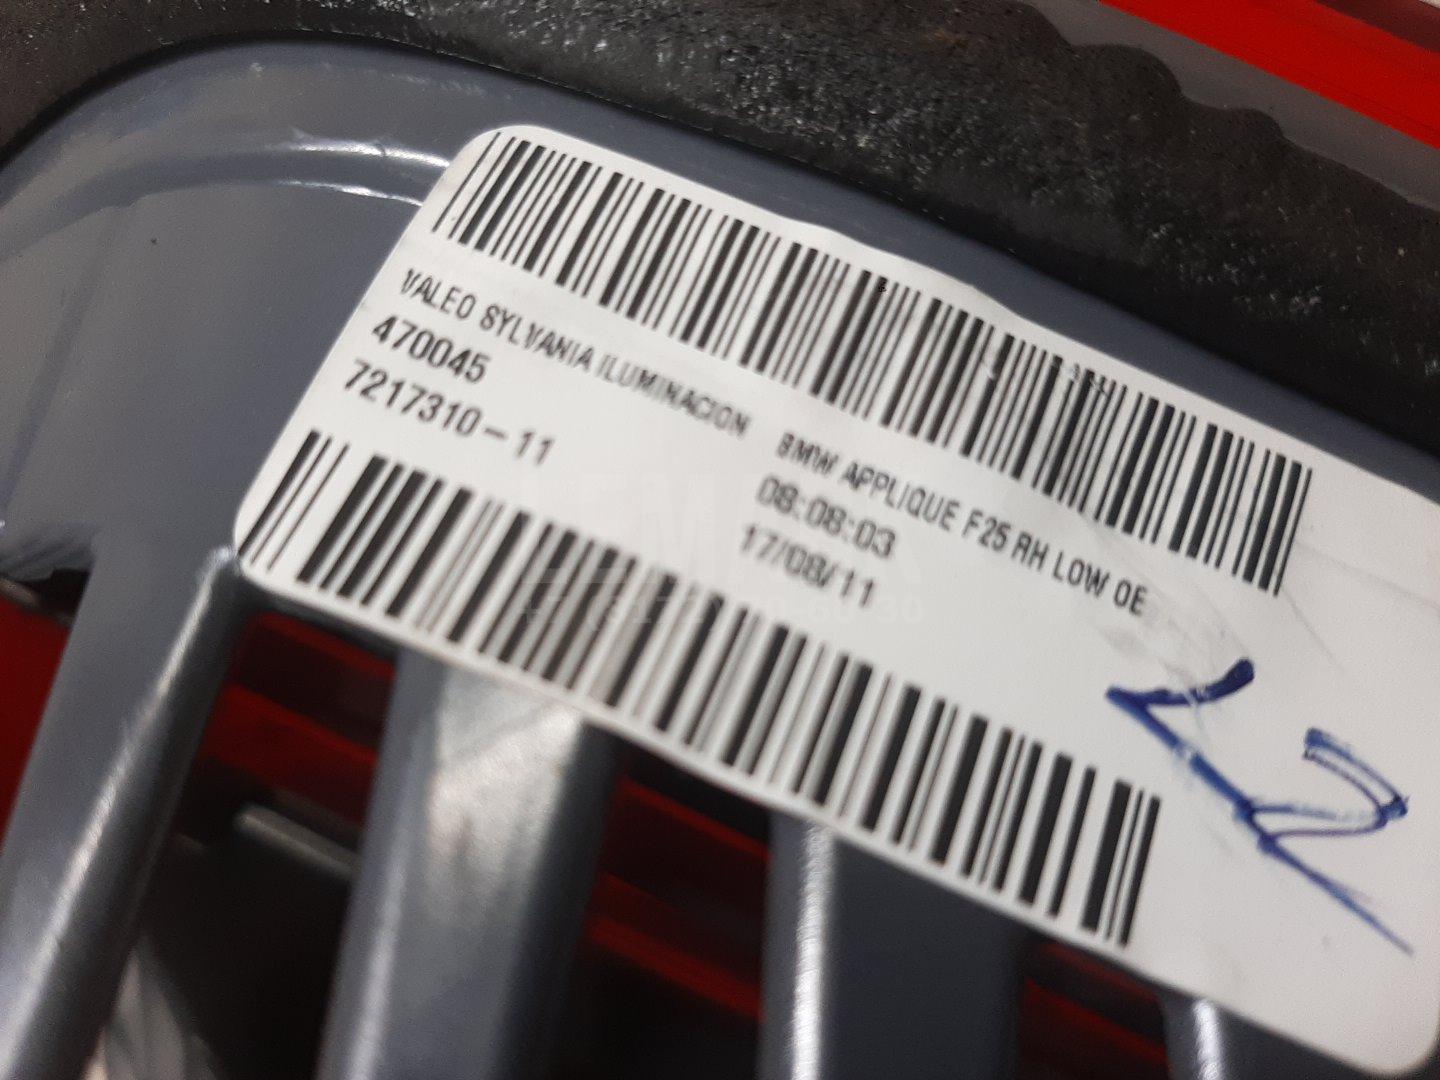 VALEO SYLVANIA ILUMINACION BMW APPLIQUE F25 RH LOW OE
470045 08:08:03
7217310-11 17/08/11